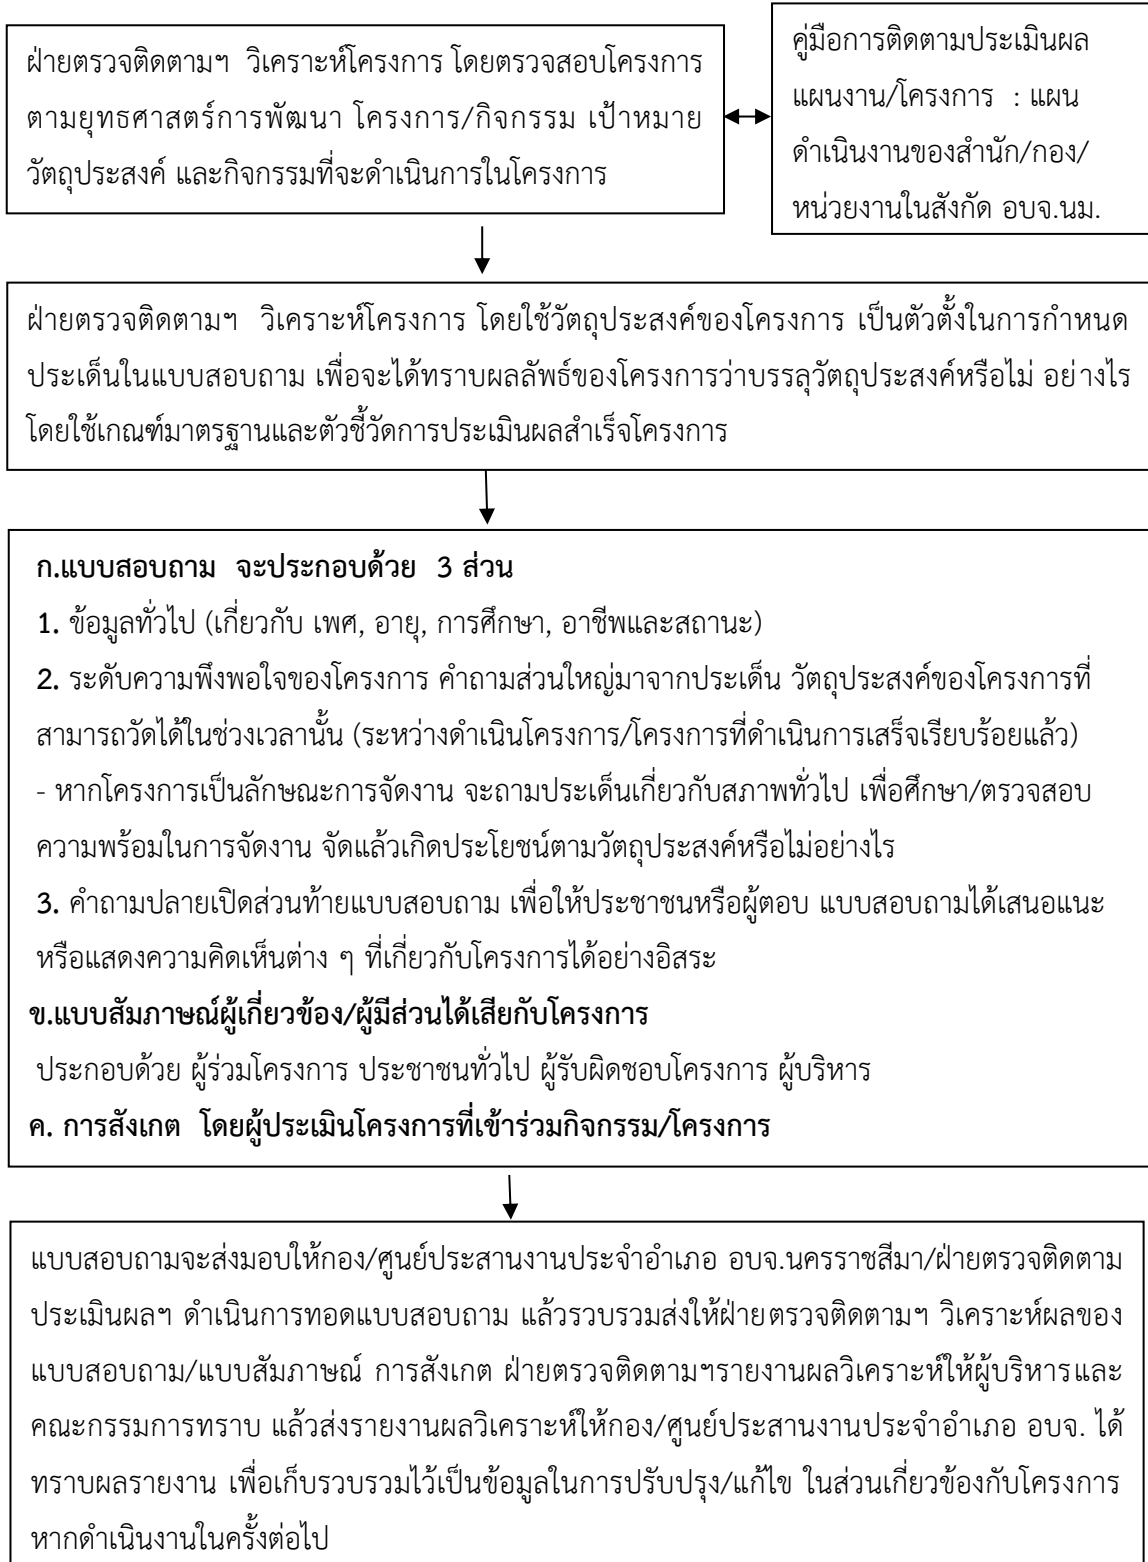 ฝ่ายตรวจติดตามฯ วิเคราะห์โครงการ โดยตรวจสอบโครงการ
ตามยุทธศาสตร์การพัฒนา โครงการ/กิจกรรม เป้าหมาย
วัตถุประสงค์ และกิจกรรมที่จะดำเนินการในโครงการ
คู่มือการติดตามประเมินผล
แผนงาน/โครงการ : แผน
ดำเนินงานของสำนัก/กอง/
หน่วยงานในสังกัด อบจ.นม.
ฝ่ายตรวจติดตามฯ วิเคราะห์โครงการ โดยใช้วัตถุประสงค์ของโครงการ เป็นตัวตั้งในการกำหนด
ประเด็นในแบบสอบถาม เพื่อจะได้ทราบผลลัพธ์ของโครงการว่าบรรลุวัตถุประสงค์หรือไม่ อย่างไร
โดยใช้เกณฑ์มาตรฐานและตัวชี้วัดการประเมินผลสำเร็จโครงการ
ก.แบบสอบถาม จะประกอบด้วย 3 ส่วน
1. ข้อมูลทั่วไป (เกี่ยวกับ เพศ, อายุ, การศึกษา, อาชีพและสถานะ)
2. ระดับความพึงพอใจของโครงการ คำถามส่วนใหญ่มาจากประเด็น วัตถุประสงค์ของโครงการที่
สามารถวัดได้ในช่วงเวลานั้น (ระหว่างดำเนินโครงการ/โครงการที่ดำเนินการเสร็จเรียบร้อยแล้ว)
- หากโครงการเป็นลักษณะการจัดงาน จะถามประเด็นเกี่ยวกับสภาพทั่วไป เพื่อศึกษา/ตรวจสอบ
ความพร้อมในการจัดงาน จัดแล้วเกิดประโยชน์ตามวัตถุประสงค์หรือไม่อย่างไร
3. คำถามปลายเปิดส่วนท้ายแบบสอบถาม เพื่อให้ประชาชนหรือผู้ตอบ แบบสอบถามได้เสนอแนะ
หรือแสดงความคิดเห็นต่าง ๆ ที่เกี่ยวกับโครงการได้อย่างอิสระ
ข.แบบสัมภาษณ์ผู้เกี่ยวข้อง/ผู้มีส่วนได้เสียกับโครงการ
ประกอบด้วย ผู้ร่วมโครงการ ประชาชนทั่วไป ผู้รับผิดชอบโครงการ ผู้บริหาร
ค. การสังเกต โดยผู้ประเมินโครงการที่เข้าร่วมกิจกรรม/โครงการ
แบบสอบถามจะส่งมอบให้กอง/ศูนย์ประสานงานประจำอำเภอ อบจ.นครราชสีมา/ฝ่ายตรวจติดตาม
ประเมินผลฯ ดำเนินการทอดแบบสอบถาม แล้วรวบรวมส่งให้ฝ่ายตรวจติดตามฯ วิเคราะห์ผลของ
แบบสอบถาม/แบบสัมภาษณ์ การสังเกต ฝ่ายตรวจติดตามฯรายงานผลวิเคราะห์ให้ผู้บริหารและ
คณะกรรมการทราบ แล้วส่งรายงานผลวิเคราะห์ให้กอง/ศูนย์ประสานงานประจำอำเภอ อบจ. ได้
ทราบผลรายงาน เพื่อเก็บรวบรวมไว้เป็นข้อมูลในการปรับปรุง/แก้ไข ในส่วนเกี่ยวข้องกับโครงการ
หากดำเนินงานในครั้งต่อไป